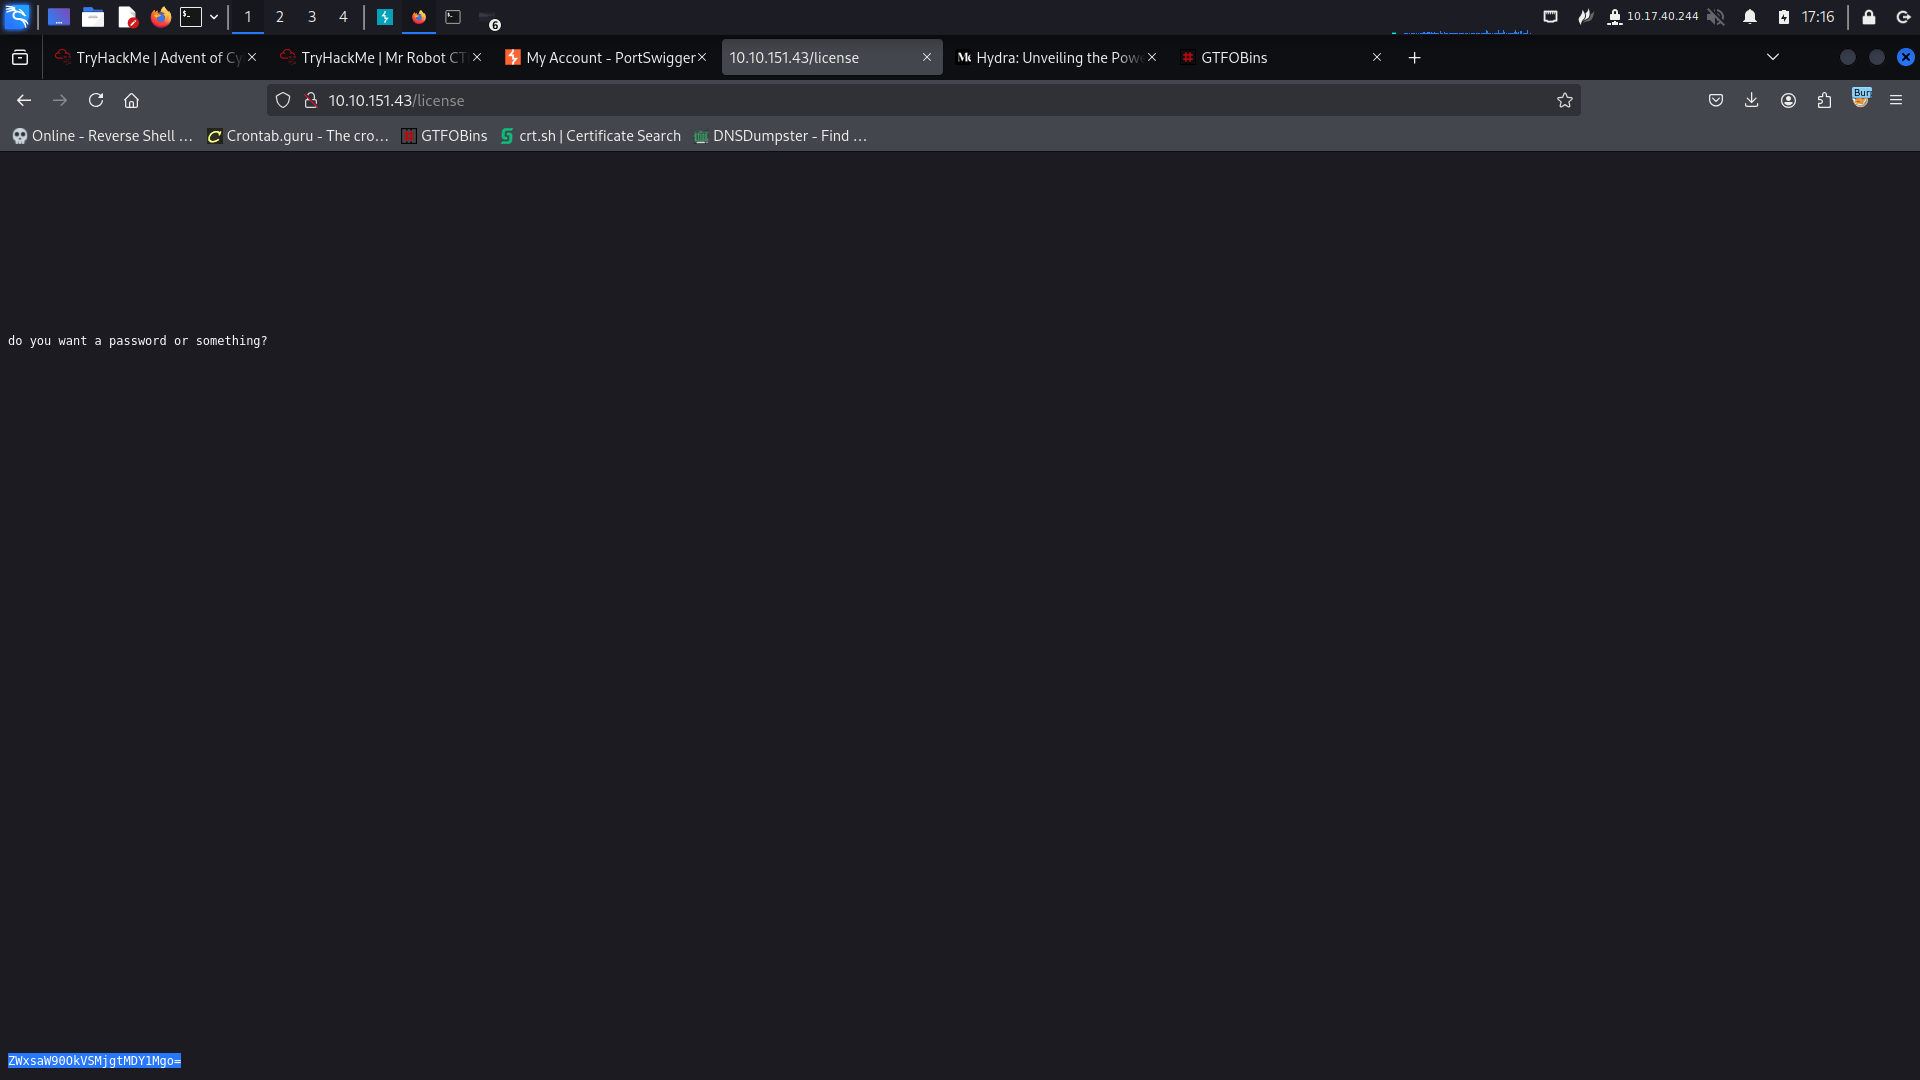 1 2 3 4 6 10.17.40.244 17:16
TryHackMe | Advent of Cy TryHackMe | Mr Robot CT My Account - PortSwigger 10.10.151.43/license Hydra: Unveiling the Pow GTFOBins
10.10.151.43/license
Online - Reverse Shell … Crontab.guru - The cro… GTFOBins crt.sh | Certificate Search DNSDumpster - Find …
do you want a password or something?
ZWxsaW90OkVSMjgtMDY1Mgo=